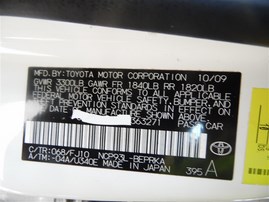 MFD BY: TOYOTA MOTOR CORPORATION 10/09
GVWR 3300LB GAWR FR 1840LB RR 1820LB
THIS VEHICLE CONFORMS TO ALL APPLICABLE
FEDERAL MOTOR VEHICLE SAFETY, BUMPER, AND
THEFT PREVENTION STANDARDS IN EFFECT ON THE DATE
OF MANUFACTURE SHOWN ABOVE.
363271 PASS. CAR
C/TR:068/FJ10 NCP93L-BEPRKA
A/TM:-04A/U340E MADE IN JAPAN 395 A